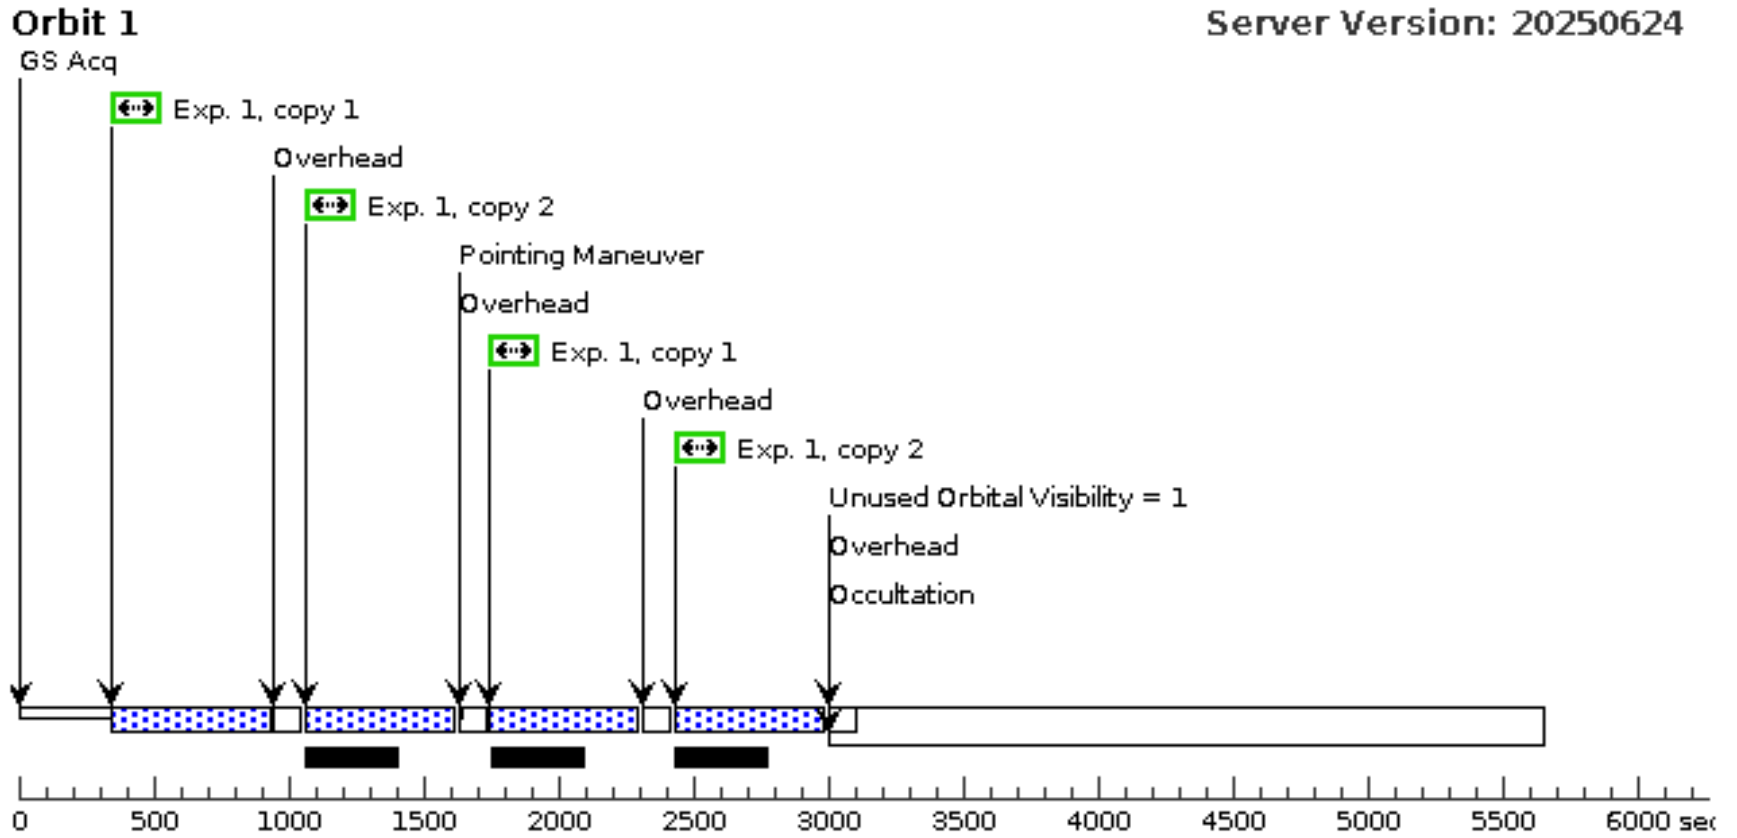 Orbit 1
Server Version: 20250624
GS Acq
Exp. 1, copy 1
Overhead
Exp. 1, copy 2
Pointing Maneuver
Overhead
Exp. 1, copy 1
Overhead
Exp. 1, copy 2
Unused Orbital Visibility = 1
Overhead
Occultation
0 500 1000 1500 2000 2500 3000 3500 4000 4500 5000 5500 6000 sec